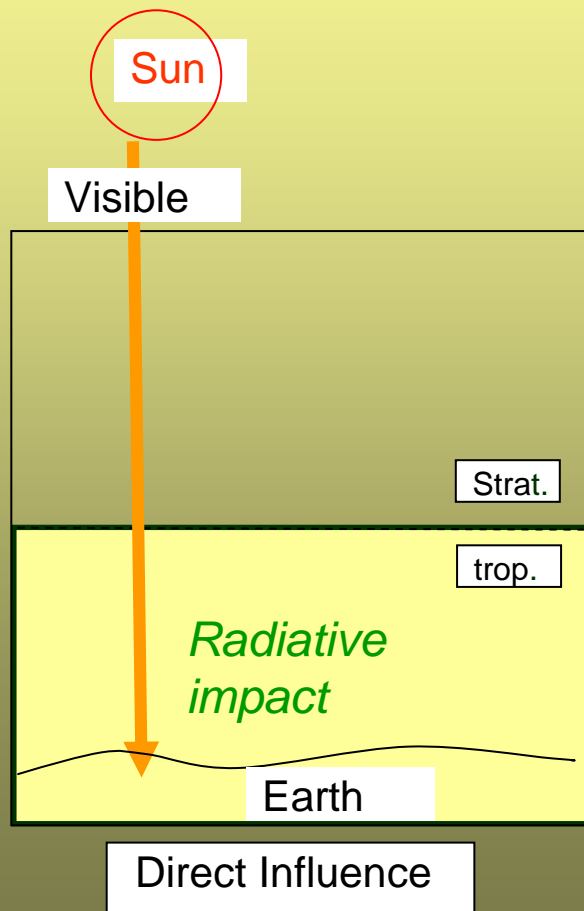 Sun
Visible
Strat.
trop.
Radiative
impact
Earth
Direct Influence